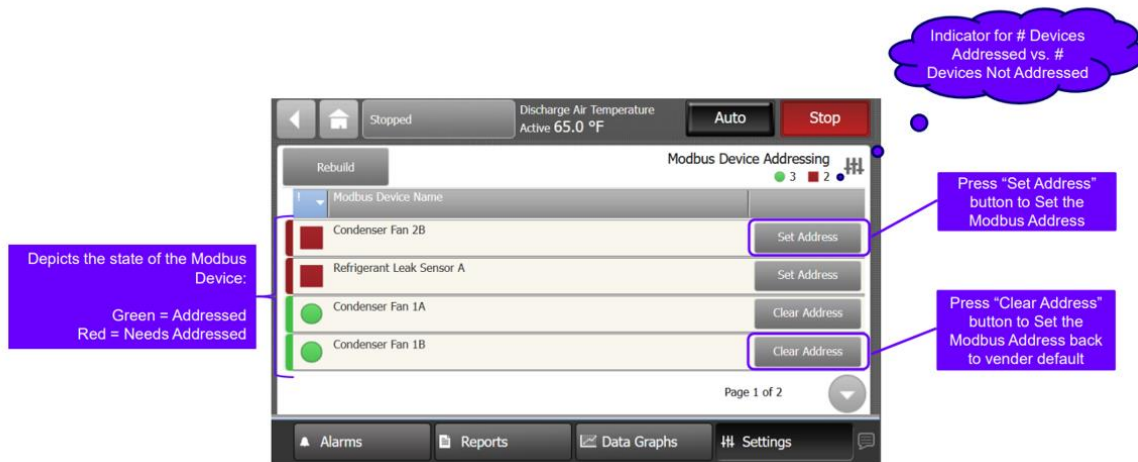 Indicator for # Devices
Addressed vs. #
Devices Not Addressed
Stopped
Discharge Air Temperature
Active 65.0 °F
Auto
Stop
Rebuild
Modbus Device Addressing
3 2
! Modbus Device Name
Condenser Fan 2B
Set Address
Refrigerant Leak Sensor A
Set Address
Condenser Fan 1A
Clear Address
Condenser Fan 1B
Clear Address
Page 1 of 2
Alarms
Reports
Data Graphs
Settings
Depicts the state of the Modbus
Device:
Green = Addressed
Red = Needs Addressed
Press “Set Address”
button to Set the
Modbus Address
Press “Clear Address”
button to Set the
Modbus Address back
to vender default